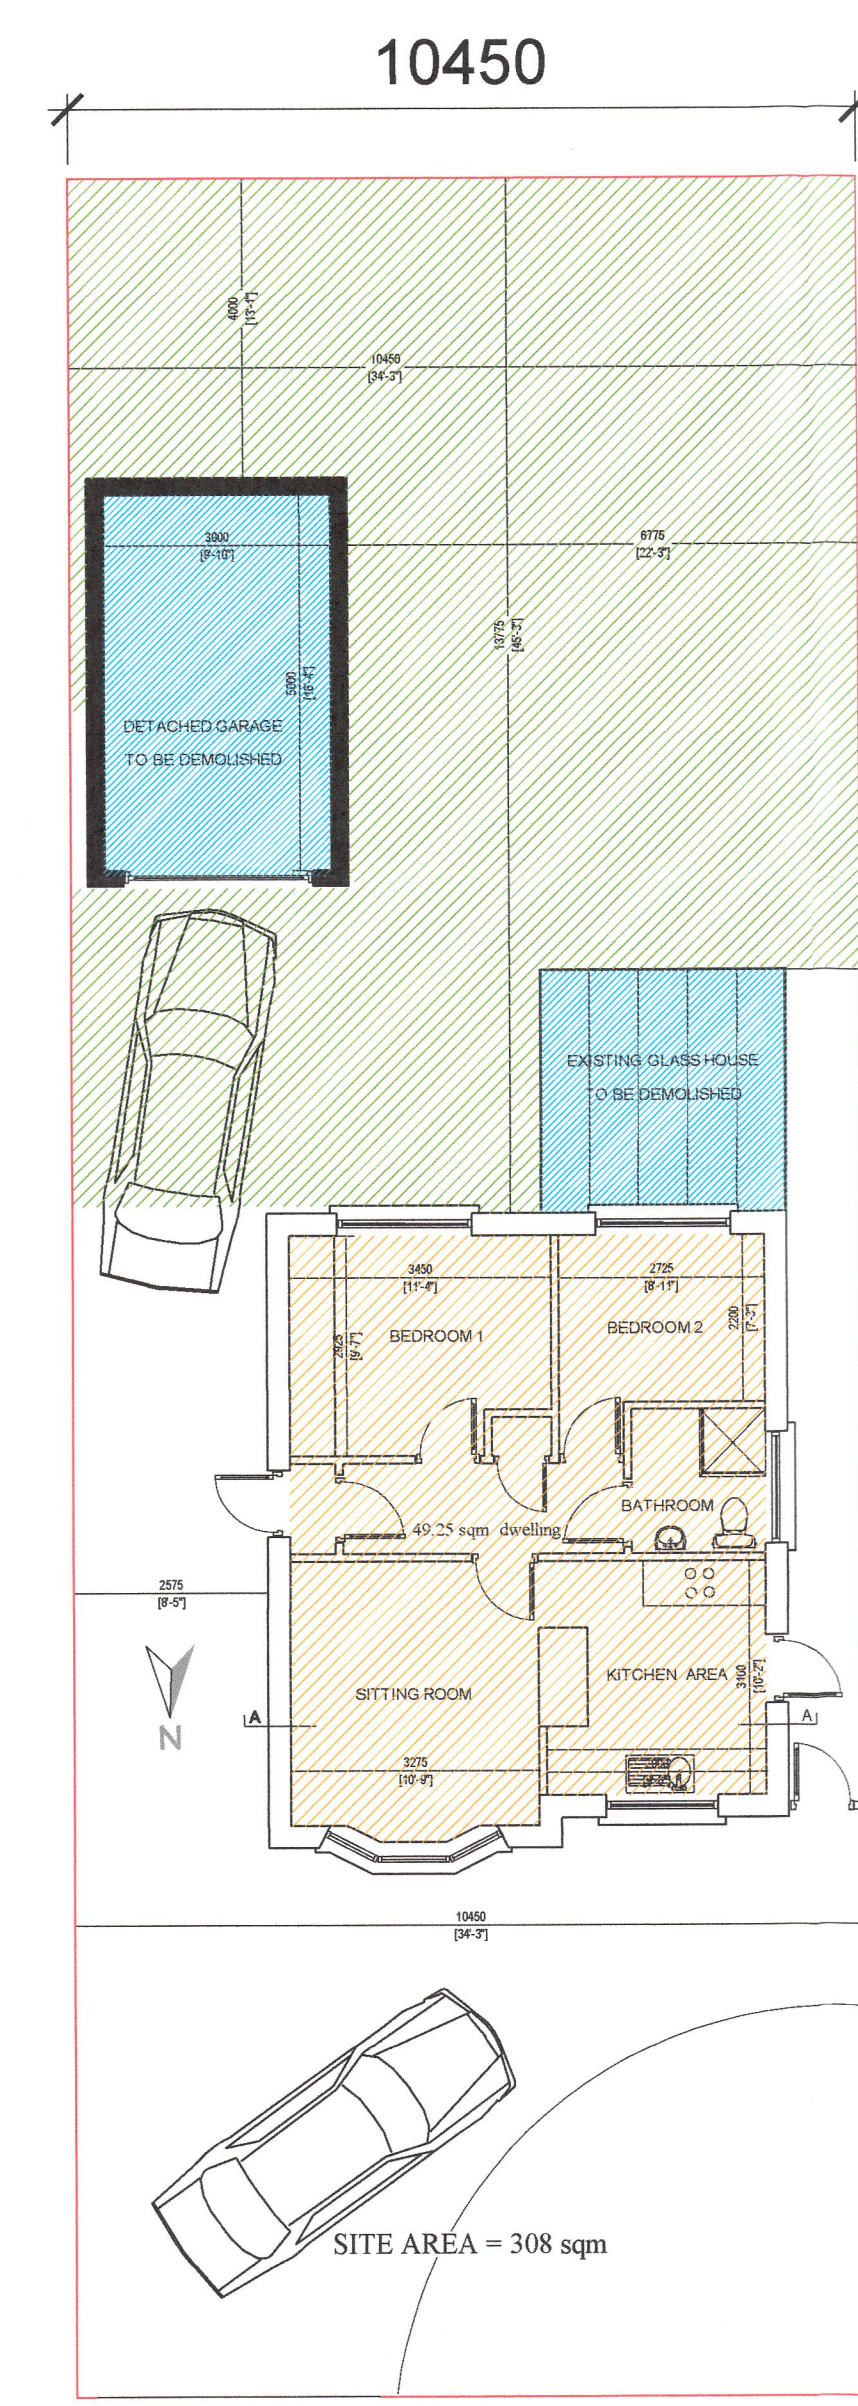 10450
4000
[13'-1"]
10450
[34'-3"]
3000
[9'-10"]
6775
[22'-3"]
13775
[45'-3"]
5000
[16'-4"]
DETACHED GARAGE
TO BE DEMOLISHED
EXISTING GLASS HOUSE
TO BE DEMOLISHED
3450
[11'-4"]
2725
[8'-11"]
2925
[9'-7"]
2200
[7'-3"]
BEDROOM 1
BEDROOM 2
BATHROOM
49.25 sqm dwelling
2575
[8'-5"]
N
SITTING ROOM
KITCHEN AREA
3100
[10'-2"]
A
A
3275
[10'-9"]
10450
[34'-3"]
SITE AREA = 308 sqm